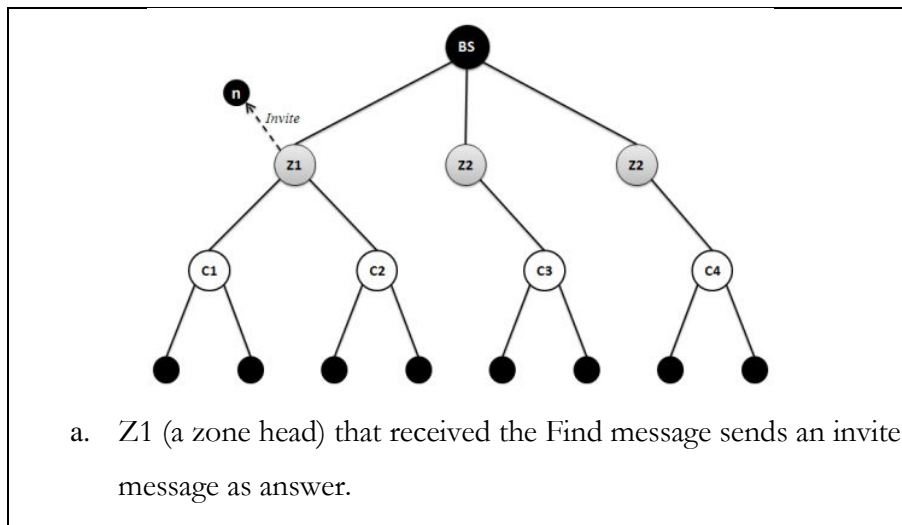 BS
n
Invite
Z1
Z2
Z2
C1
C2
C3
C4
a. Z1 (a zone head) that received the Find message sends an invite
message as answer.